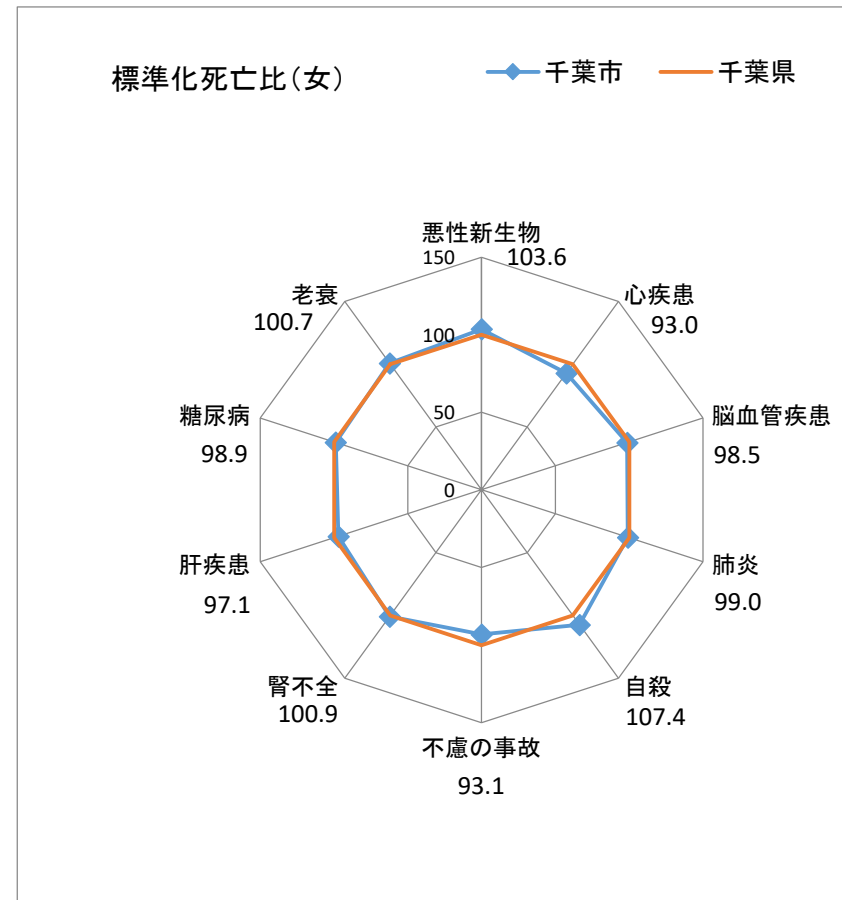 標準化死亡比(女)
千葉市
千葉県
悪性新生物
103.6
心疾患
93.0
脳血管疾患
98.5
肺炎
99.0
自殺
107.4
不慮の事故
93.1
腎不全
100.9
肝疾患
97.1
糖尿病
98.9
老衰
100.7
150
100
50
0